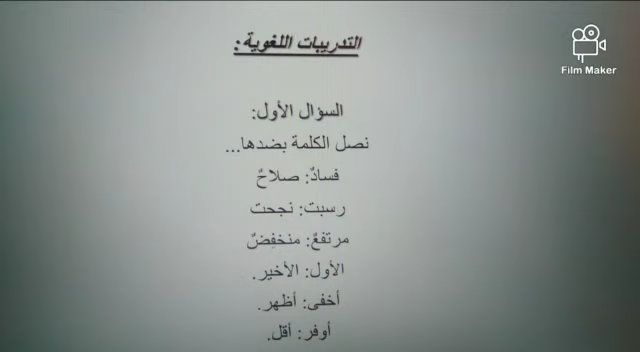 التدريبات اللغوية:
Film Maker
السؤال الأول:
نصل الكلمة بضدها...
فسادٌ: صلاحٌ
رسبت: نجحت
مرتفعٌ: منخفِضٌ
الأول: الأخير.
أخفى: أظهر.
أوفر: أقل.